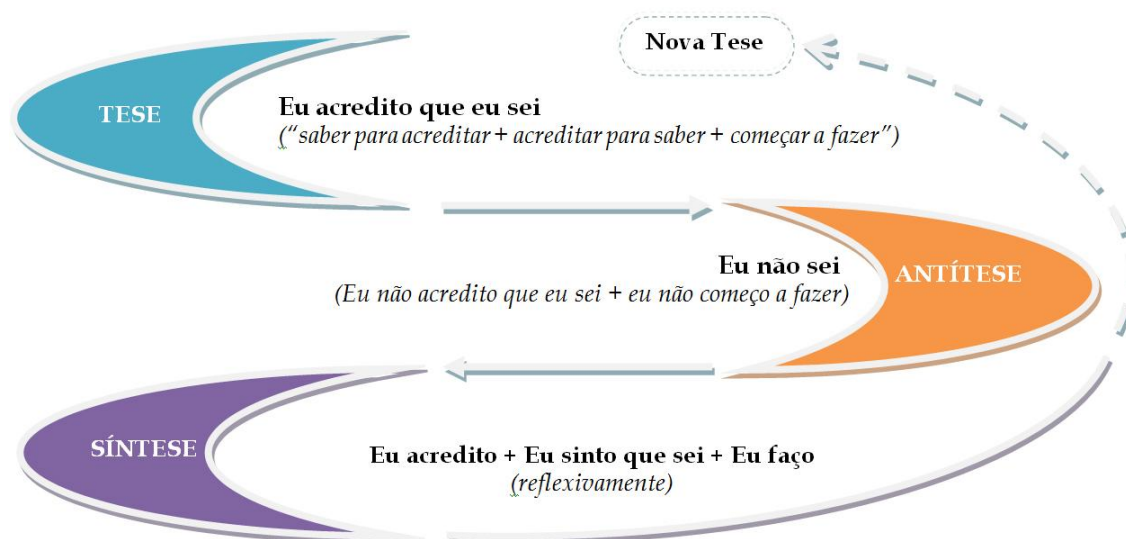 Nova Tese
TESE
Eu acredito que eu sei
(“saber para acreditar + acreditar para saber + começar a fazer”)
Eu não sei
(Eu não acredito que eu sei + eu não começo a fazer)
ANTÍTESE
SÍNTESE
Eu acredito + Eu sinto que sei + Eu faço
(reflexivamente)